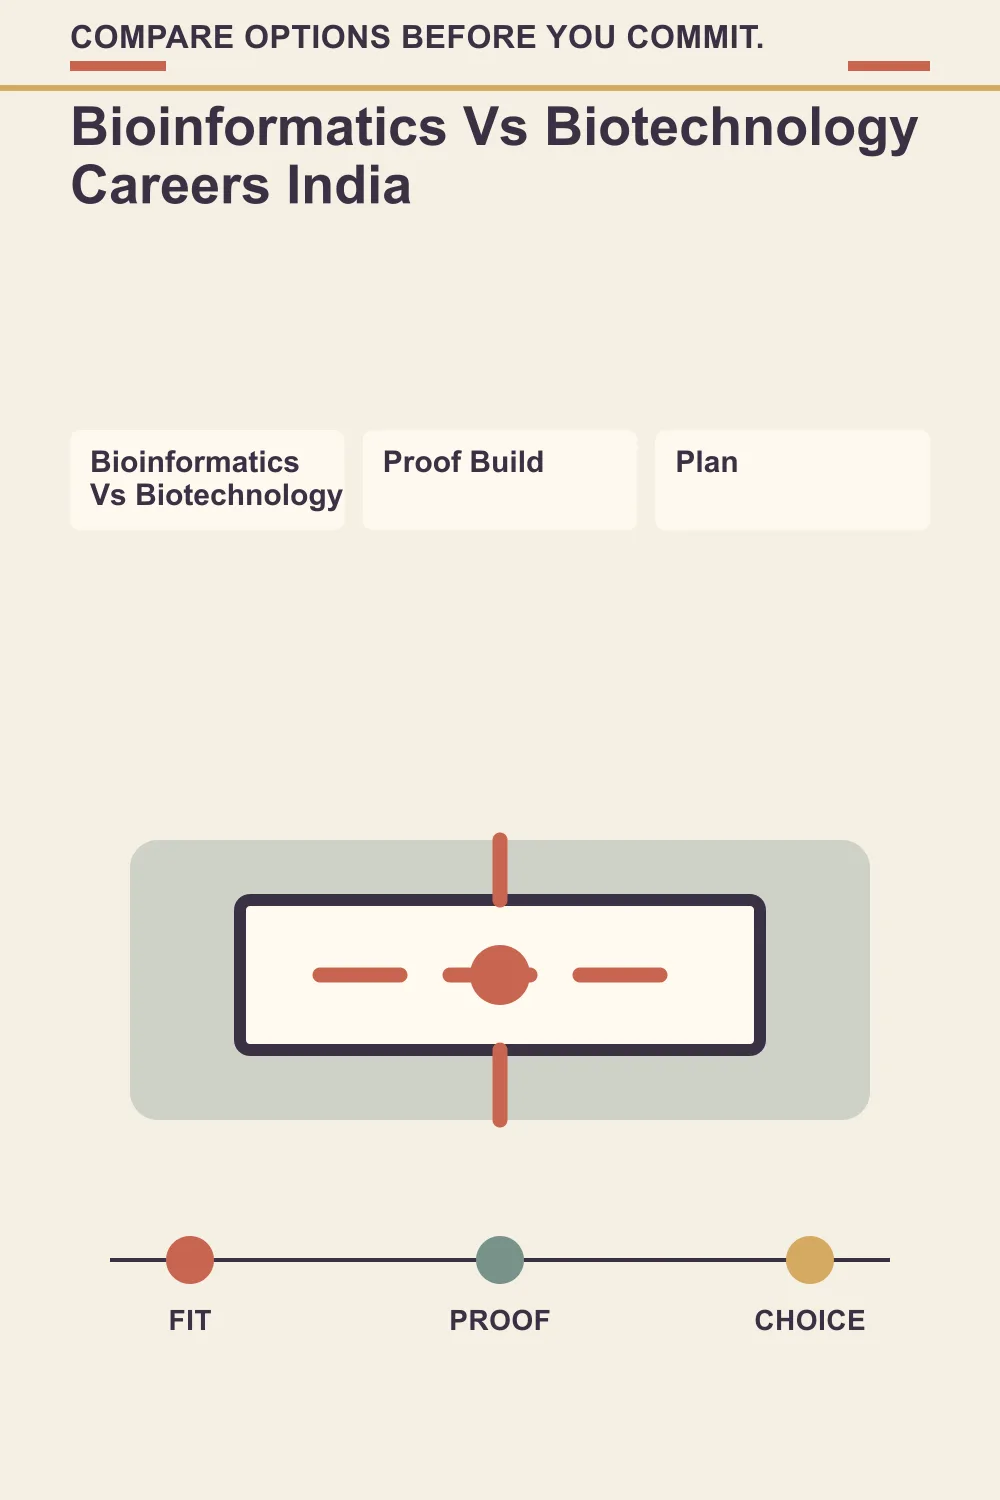 COMPARE OPTIONS BEFORE YOU COMMIT.
Bioinformatics Vs Biotechnology
Careers India
Bioinformatics
Vs Biotechnology
Proof Build
Plan
FIT
PROOF
CHOICE